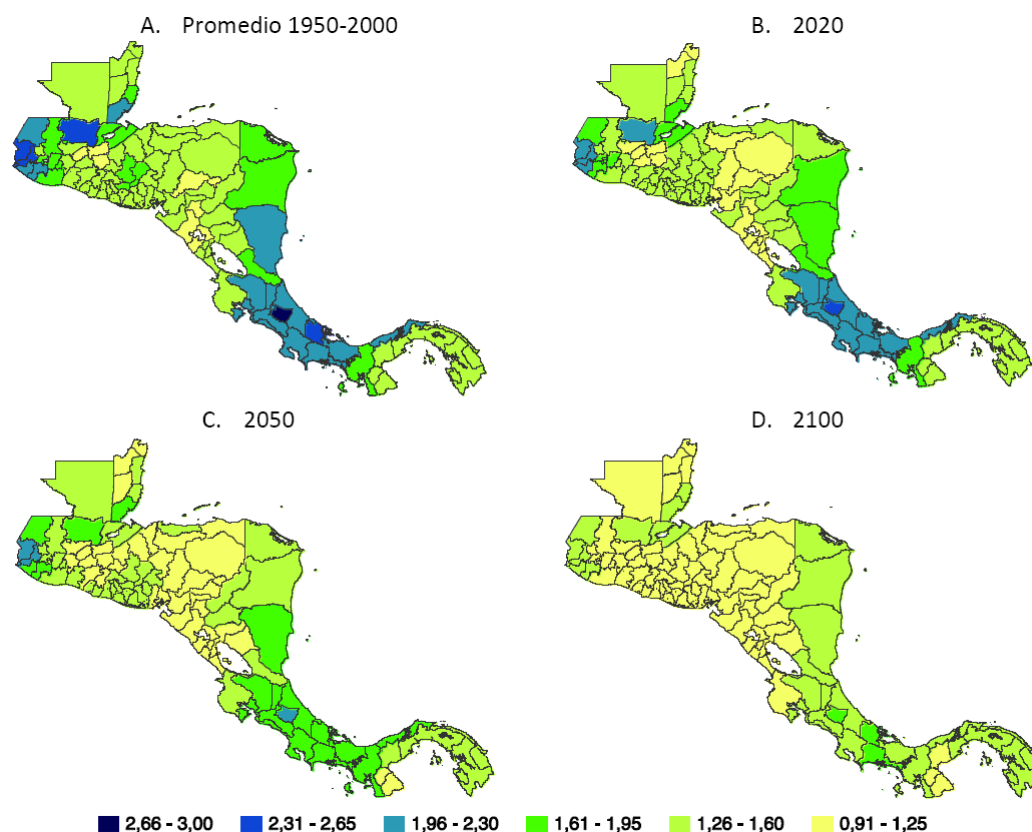 A. Promedio 1950-2000
B. 2020
C. 2050
D. 2100
2,66 - 3,00 2,31 - 2,65 1,96 - 2,30 1,61 - 1,95 1,26 - 1,60 0,91 - 1,25